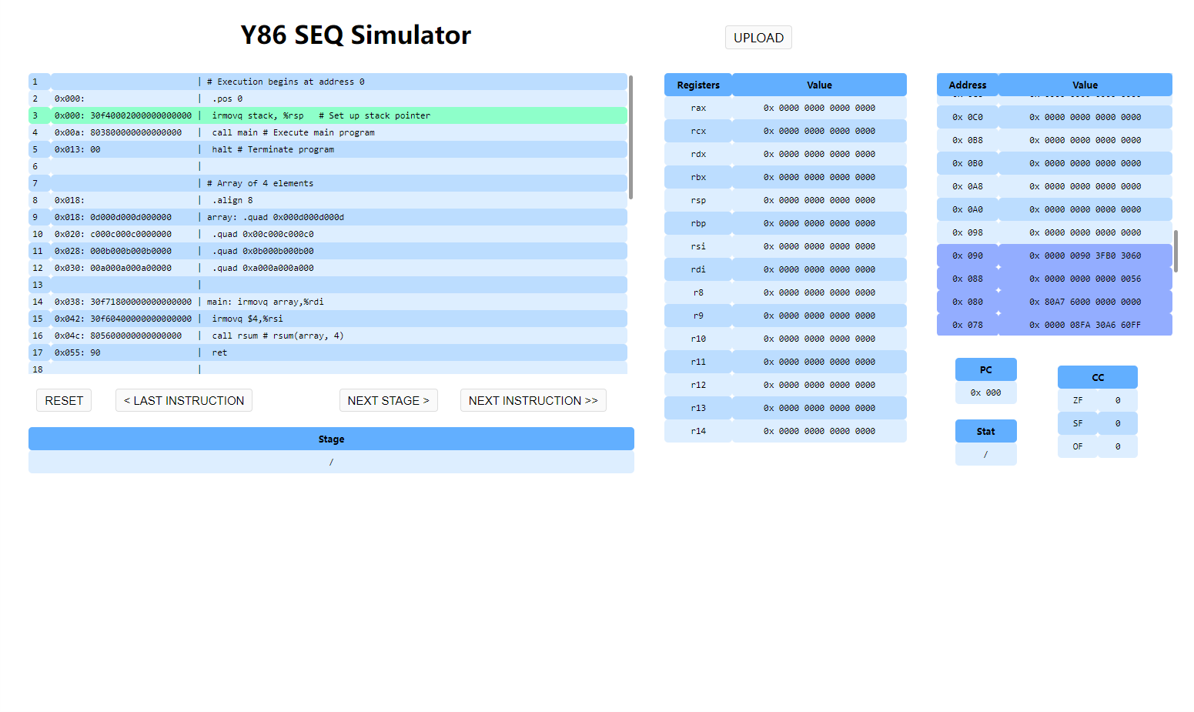 Y86 SEQ Simulator
UPLOAD
1 | # Execution begins at address 0
2 0x000: | .pos 0
3 0x000: 30f40002000000000000 | irmovq stack, %rsp # Set up stack pointer
4 0x00a: 803800000000000000 | call main # Execute main program
5 0x013: 00 | halt # Terminate program
6 |
7 | # Array of 4 elements
8 0x018: | .align 8
9 0x018: 0d000d000d000000 | array: .quad 0x000d000d000d
10 0x020: c000c000c0000000 | .quad 0x00c000c000c0
11 0x028: 000b000b000b0000 | .quad 0x0b000b000b00
12 0x030: 00a000a000a00000 | .quad 0xa000a000a000
13 |
14 0x038: 30f71800000000000000 | main: irmovq array,%rdi
15 0x042: 30f60400000000000000 | irmovq $4,%rsi
16 0x04c: 805600000000000000 | call rsum # rsum(array, 4)
17 0x055: 90 | ret
18 |
RESET
< LAST INSTRUCTION
NEXT STAGE >
NEXT INSTRUCTION >>
Stage
/
Registers Value
rax 0x 0000 0000 0000 0000
rcx 0x 0000 0000 0000 0000
rdx 0x 0000 0000 0000 0000
rbx 0x 0000 0000 0000 0000
rsp 0x 0000 0000 0000 0000
rbp 0x 0000 0000 0000 0000
rsi 0x 0000 0000 0000 0000
rdi 0x 0000 0000 0000 0000
r8 0x 0000 0000 0000 0000
r9 0x 0000 0000 0000 0000
r10 0x 0000 0000 0000 0000
r11 0x 0000 0000 0000 0000
r12 0x 0000 0000 0000 0000
r13 0x 0000 0000 0000 0000
r14 0x 0000 0000 0000 0000
Address Value
0x 0C0 0x 0000 0000 0000 0000
0x 0B8 0x 0000 0000 0000 0000
0x 0B0 0x 0000 0000 0000 0000
0x 0A8 0x 0000 0000 0000 0000
0x 0A0 0x 0000 0000 0000 0000
0x 098 0x 0000 0000 0000 0000
0x 090 0x 0000 0090 3FB0 3060
0x 088 0x 0000 0000 0000 0056
0x 080 0x 80A7 6000 0000 0000
0x 078 0x 0000 08FA 30A6 60FF
PC
0x 000
Stat
/
CC
ZF 0
SF 0
OF 0